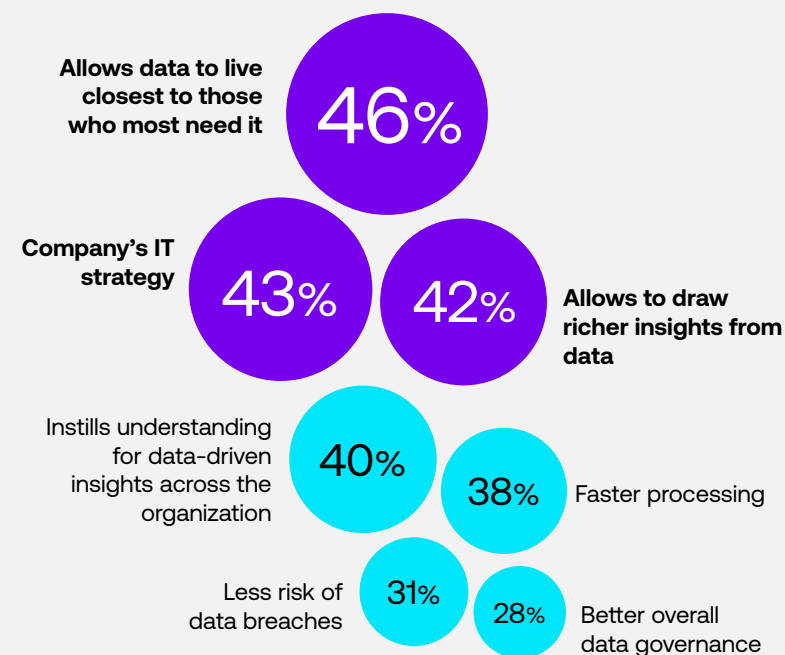 Allows data to live
closest to those
who most need it
46%
Company’s IT
strategy
43%
42%
Allows to draw
richer insights from
data
Instills understanding
for data-driven
insights across the
organization
40%
38%
Faster processing
Less risk of
data breaches
31%
28%
Better overall
data governance